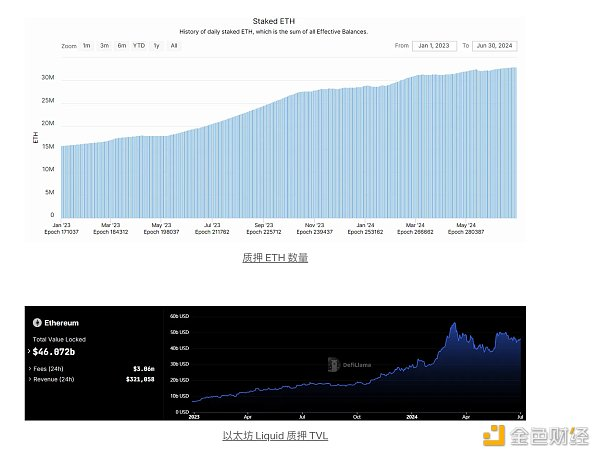 Staked ETH
History of daily staked ETH, which is the sum of all Effective Balances.
Zoom 1m 3m 6m YTD 1y All From Jan 1, 2023 To Jun 30, 2024
30M
25M
20M
15M
10M
5M
0
ETH
Jan '23 Mar '23 May '23 Jul '23 Sep '23 Nov '23 Jan '24 Mar '24 May '24
Epoch 171037 Epoch 184312 Epoch 198037 Epoch 211762 Epoch 225712 Epoch 239437 Epoch 253162 Epoch 266662 Epoch 280387
质押 ETH 数量
Ethereum
Total Value Locked
$46.072b
Fees (24h) $3.06m
Revenue (24h) $321,058
60b USD
50b USD
40b USD
30b USD
20b USD
10b USD
0 USD
DefiLlama
2023 Apr Jul Oct 2024 Apr Jul
以太坊 Liquid 质押 TVL
金色财经